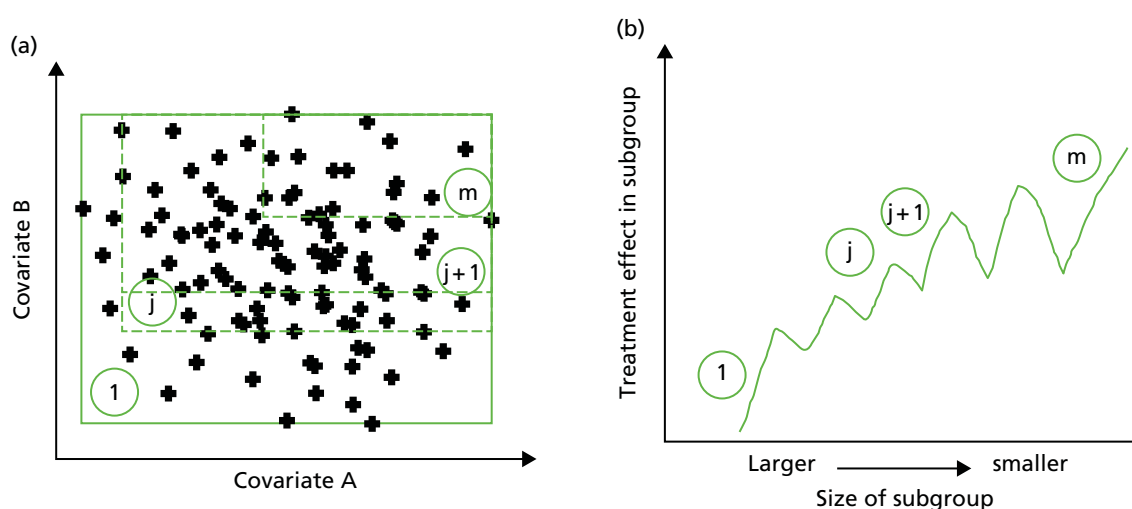 (a)
Covariate B
m
j+1
j
1
Covariate A
(b)
Treatment effect in subgroup
m
j+1
j
1
Larger smaller
Size of subgroup